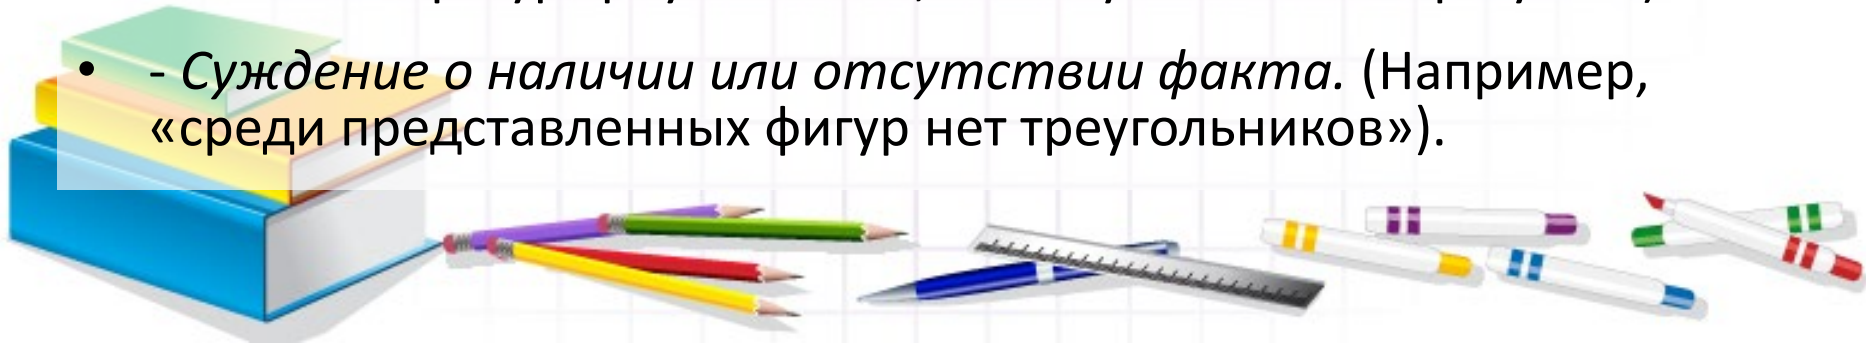 • - Суждение о наличии или отсутствии факта. (Например,
«среди представленных фигур нет треугольников»).